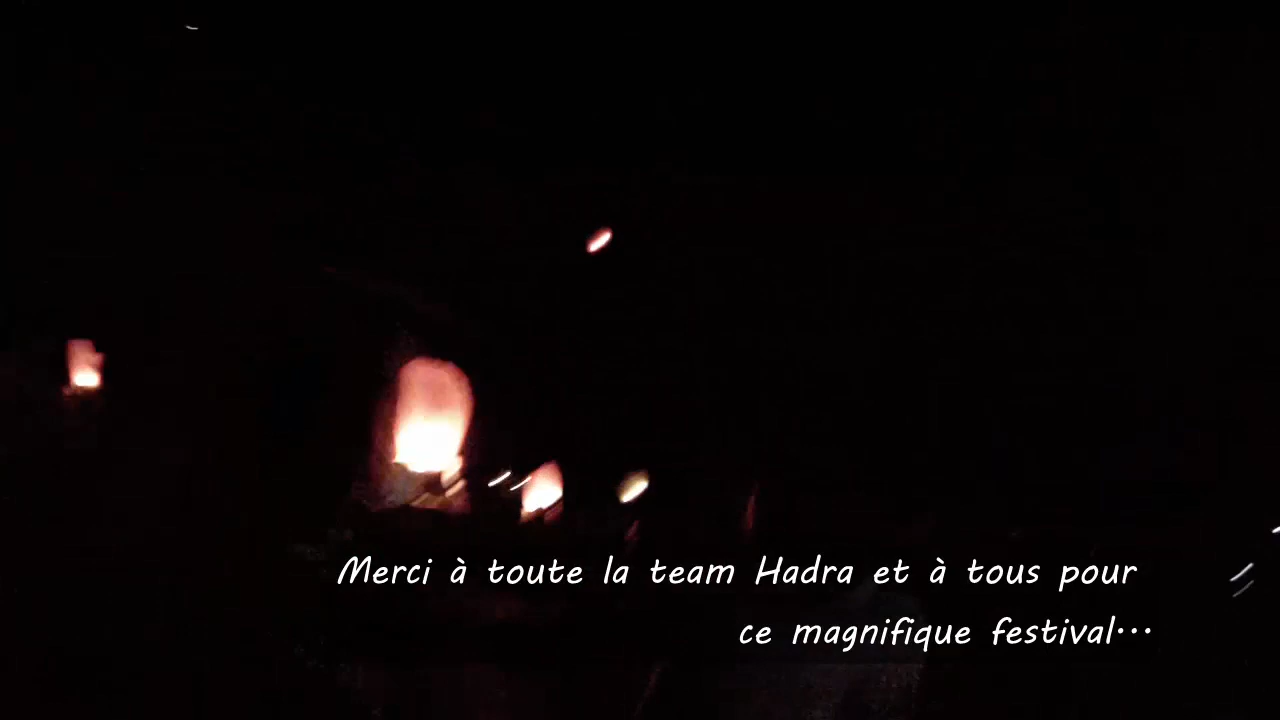 Merci à toute la team Hadra et à tous pour
ce magnifique festival...